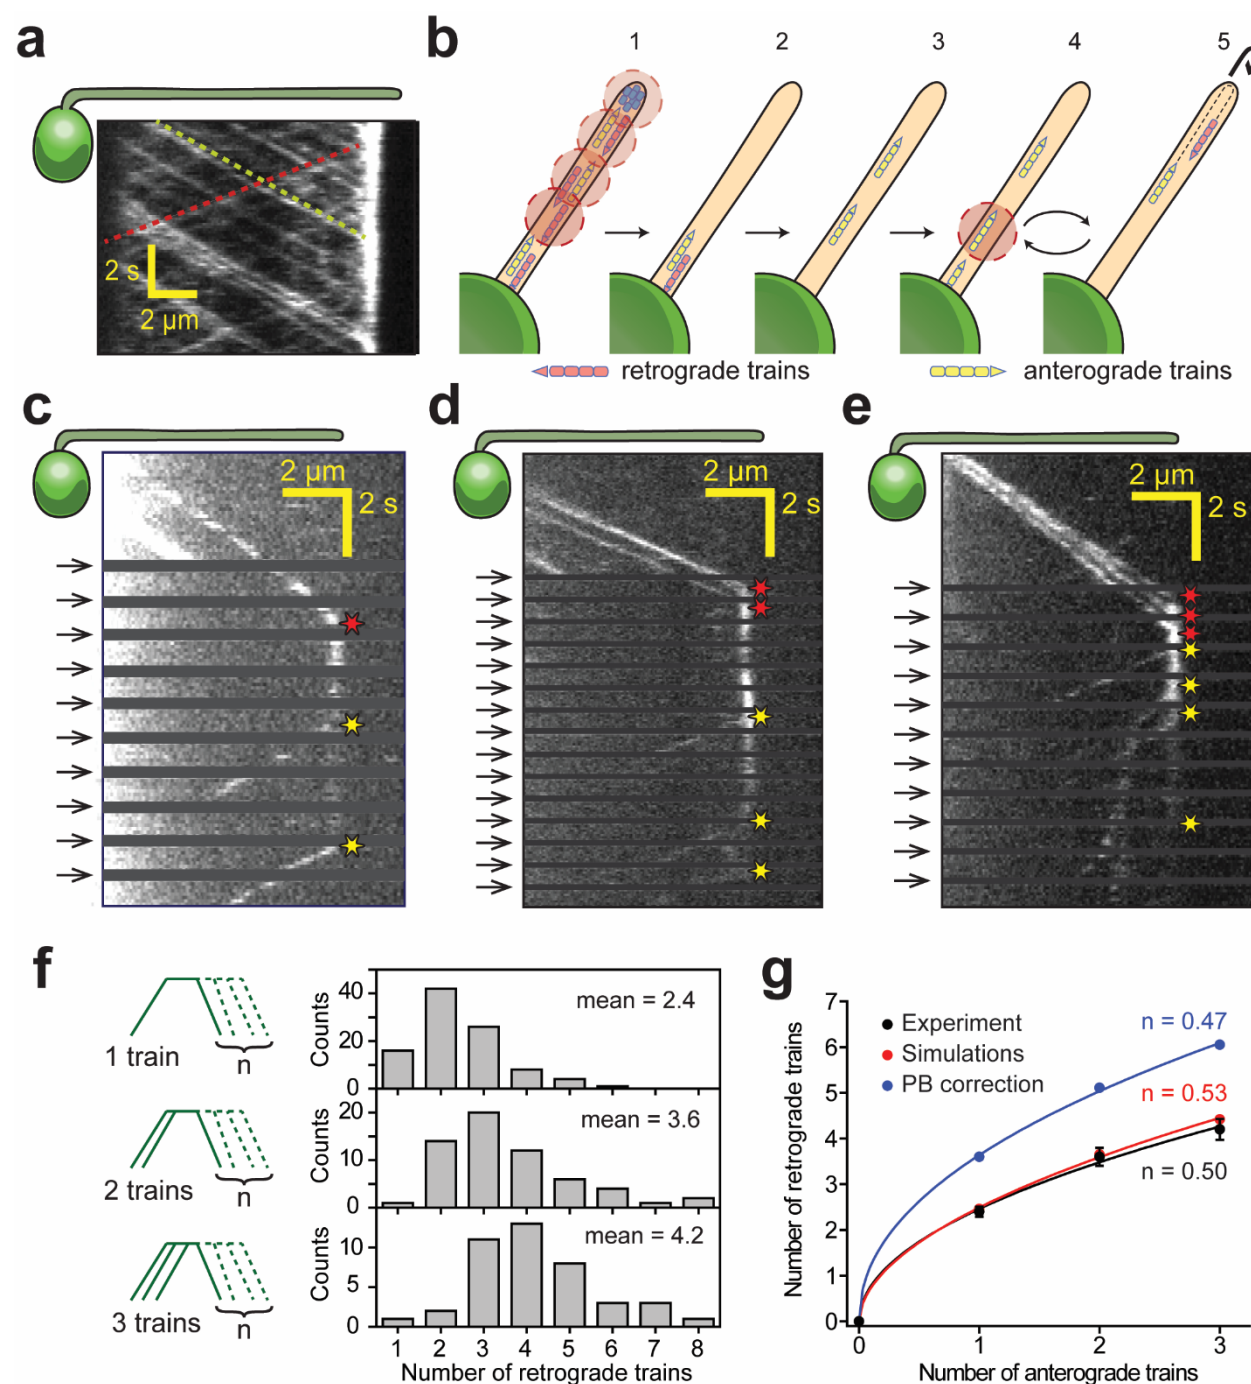 a
2 s
2 µm
b
1 2 3 4 5
retrograde trains
anterograde trains
c
2 µm
2 s
d
2 µm
2 s
e
2 µm
2 s
f
1 train
n
2 trains
n
3 trains
n
Counts
40
20
0
mean = 2.4
Counts
20
10
0
mean = 3.6
Counts
10
5
0
mean = 4.2
1 2 3 4 5 6 7 8
Number of retrograde trains
g
Number of retrograde trains
7
6
5
4
3
2
1
0
Experiment
Simulations
PB correction
n = 0.47
n = 0.53
n = 0.50
0 1 2 3
Number of anterograde trains